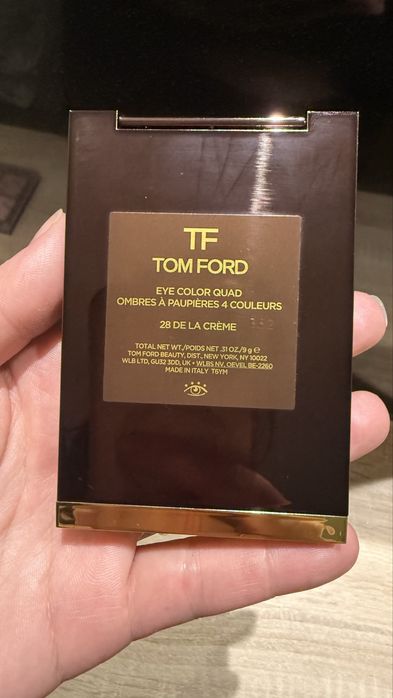 TF
TOM FORD
EYE COLOR QUAD
OMBRES À PAUPIÈRES 4 COULEURS
28 DE LA CRÈME
TOTAL NET WT./POIDS NET .31 OZ./9 g ℮
TOM FORD BEAUTY, DIST., NEW YORK, NY 10022
WLB LTD, GU32 3DD, UK • WLBS NV, OEVEL BE-2260
MADE IN ITALY T6YM